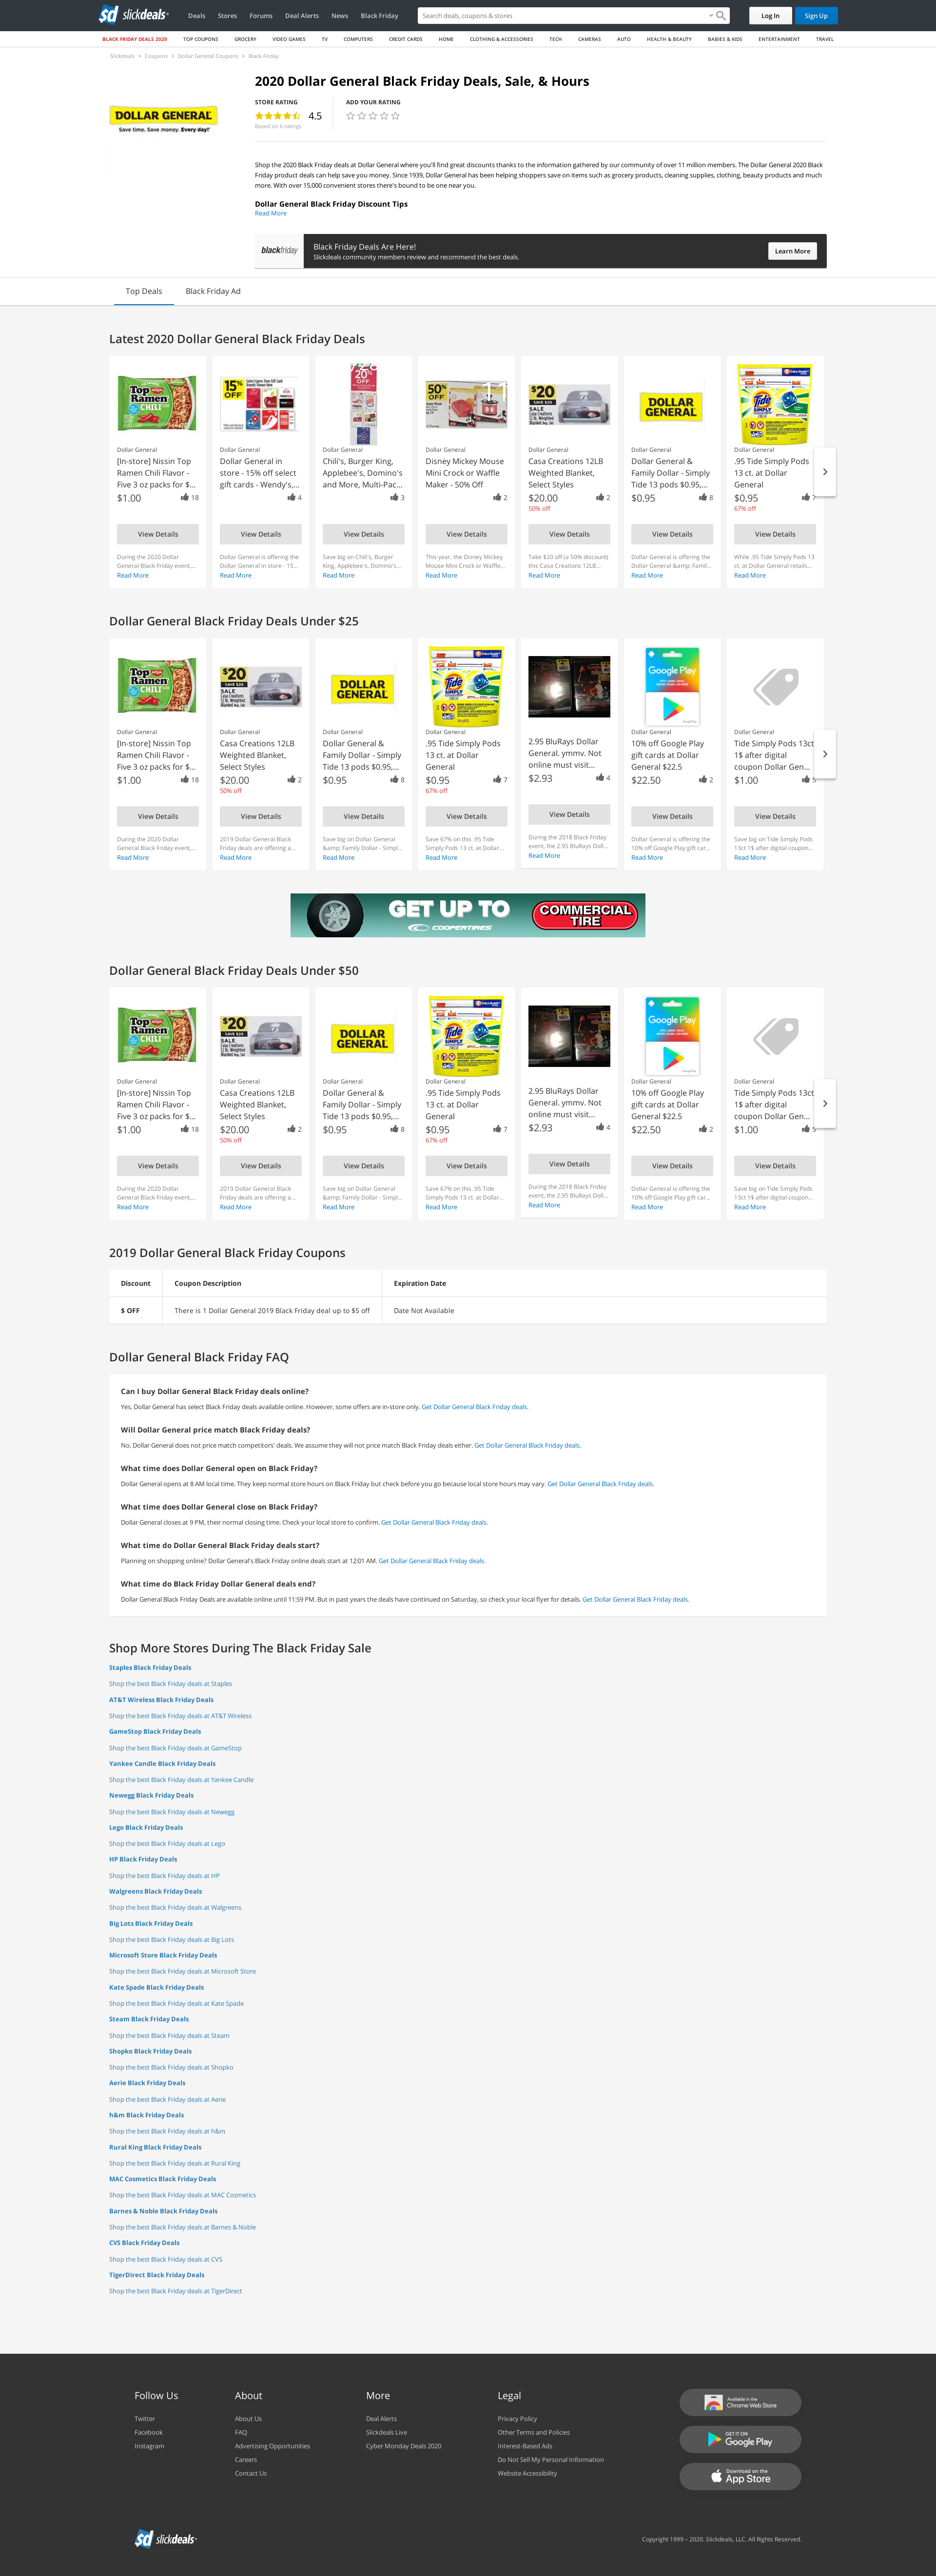 slickdeals
Deals
Stores
Forums
Deal Alerts
News
Black Friday
Search deals, coupons & stores
Log In
Sign Up
BLACK FRIDAY DEALS 2020
TOP COUPONS
GROCERY
VIDEO GAMES
TV
COMPUTERS
CREDIT CARDS
HOME
CLOTHING & ACCESSORIES
TECH
CAMERAS
AUTO
HEALTH & BEAUTY
BABIES & KIDS
ENTERTAINMENT
TRAVEL
Slickdeals › Coupons › Dollar General Coupons › Black Friday
DOLLAR GENERAL
Save time. Save money. Every day!
2020 Dollar General Black Friday Deals, Sale, & Hours
STORE RATING
4.5
Based on 6 ratings
ADD YOUR RATING
Shop the 2020 Black Friday deals at Dollar General where you'll find great discounts thanks to the information gathered by our community of over 11 million members. The Dollar General 2020 Black
Friday product deals can help save you money. Since 1939, Dollar General has been helping shoppers save on items such as grocery products, cleaning supplies, clothing, beauty products and much
more. With over 15,000 convenient stores there's bound to be one near you.
Dollar General Black Friday Discount Tips
Read More
blackfriday
Black Friday Deals Are Here!
Slickdeals community members review and recommend the best deals.
Learn More
Top Deals
Black Friday Ad
Latest 2020 Dollar General Black Friday Deals
Top Ramen
CHILI
Dollar General
[In-store] Nissin Top
Ramen Chili Flavor -
Five 3 oz packs for $...
$1.00
18
View Details
During the 2020 Dollar
General Black Friday event,...
Read More
15%
OFF
Dollar General
Dollar General in
store - 15% off select
gift cards - Wendy's,...
4
View Details
Dollar General is offering the
Dollar General in store - 15...
Read More
20%
OFF
Dollar General
Chili's, Burger King,
Applebee's, Domino's
and More, Multi-Pac...
3
View Details
Save big on Chili's, Burger
King, Applebee's, Domino's...
Read More
50%
OFF
Dollar General
Disney Mickey Mouse
Mini Crock or Waffle
Maker - 50% Off
2
View Details
This year, the Disney Mickey
Mouse Mini Crock or Waffle...
Read More
$20
SAVE $20
SALE
Casa Creations
12 lb. Weighted
Blanket
Dollar General
Casa Creations 12LB
Weighted Blanket,
Select Styles
$20.00
2
50% off
View Details
Take $20 off (a 50% discount)
this Casa Creations 12LB...
Read More
DOLLAR
GENERAL
Dollar General
Dollar General &
Family Dollar - Simply
Tide 13 pods $0.95,...
$0.95
8
View Details
Dollar General is offering the
Dollar General &amp; Famil...
Read More
Tide
SIMPLY
Dollar General
.95 Tide Simply Pods
13 ct. at Dollar
General
$0.95
7
67% off
View Details
While .95 Tide Simply Pods 13
ct. at Dollar General retails...
Read More
Dollar General Black Friday Deals Under $25
Top Ramen
CHILI
Dollar General
[In-store] Nissin Top
Ramen Chili Flavor -
Five 3 oz packs for $...
$1.00
18
View Details
During the 2020 Dollar
General Black Friday event,...
Read More
$20
SAVE $20
SALE
Casa Creations
12 lb. Weighted
Blanket
Dollar General
Casa Creations 12LB
Weighted Blanket,
Select Styles
$20.00
2
50% off
View Details
2019 Dollar General Black
Friday deals are offering a...
Read More
DOLLAR
GENERAL
Dollar General
Dollar General &
Family Dollar - Simply
Tide 13 pods $0.95,...
$0.95
8
View Details
Save big on Dollar General
&amp; Family Dollar - Simpl...
Read More
Tide
SIMPLY
Dollar General
.95 Tide Simply Pods
13 ct. at Dollar
General
$0.95
7
67% off
View Details
Save 67% on this .95 Tide
Simply Pods 13 ct. at Dollar...
Read More
2.95 BluRays Dollar
General. ymmv. Not
online must visit...
$2.93
4
View Details
During the 2018 Black Friday
event, the 2.95 BluRays Doll...
Read More
Google Play
Dollar General
10% off Google Play
gift cards at Dollar
General $22.5
$22.50
2
View Details
Dollar General is offering the
10% off Google Play gift car...
Read More
Dollar General
Tide Simply Pods 13ct
1$ after digital
coupon Dollar Gen...
$1.00
5
View Details
Save big on Tide Simply Pods
13ct 1$ after digital coupon...
Read More
GET UP TO
COOPERTIRES
COMMERCIAL
TIRE
Dollar General Black Friday Deals Under $50
Top Ramen
CHILI
Dollar General
[In-store] Nissin Top
Ramen Chili Flavor -
Five 3 oz packs for $...
$1.00
18
View Details
During the 2020 Dollar
General Black Friday event,...
Read More
$20
SAVE $20
SALE
Casa Creations
12 lb. Weighted
Blanket
Dollar General
Casa Creations 12LB
Weighted Blanket,
Select Styles
$20.00
2
50% off
View Details
2019 Dollar General Black
Friday deals are offering a...
Read More
DOLLAR
GENERAL
Dollar General
Dollar General &
Family Dollar - Simply
Tide 13 pods $0.95,...
$0.95
8
View Details
Save big on Dollar General
&amp; Family Dollar - Simpl...
Read More
Tide
SIMPLY
Dollar General
.95 Tide Simply Pods
13 ct. at Dollar
General
$0.95
7
67% off
View Details
Save 67% on this .95 Tide
Simply Pods 13 ct. at Dollar...
Read More
2.95 BluRays Dollar
General. ymmv. Not
online must visit...
$2.93
4
View Details
During the 2018 Black Friday
event, the 2.95 BluRays Doll...
Read More
Google Play
Dollar General
10% off Google Play
gift cards at Dollar
General $22.5
$22.50
2
View Details
Dollar General is offering the
10% off Google Play gift car...
Read More
Dollar General
Tide Simply Pods 13ct
1$ after digital
coupon Dollar Gen...
$1.00
5
View Details
Save big on Tide Simply Pods
13ct 1$ after digital coupon...
Read More
2019 Dollar General Black Friday Coupons
Discount
Coupon Description
Expiration Date
$ OFF
There is 1 Dollar General 2019 Black Friday deal up to $5 off
Date Not Available
Dollar General Black Friday FAQ
Can I buy Dollar General Black Friday deals online?
Yes, Dollar General has select Black Friday deals available online. However, some offers are in-store only. Get Dollar General Black Friday deals.
Will Dollar General price match Black Friday deals?
No, Dollar General does not price match competitors' deals. We assume they will not price match Black Friday deals either. Get Dollar General Black Friday deals.
What time does Dollar General open on Black Friday?
Dollar General opens at 8 AM local time. They keep normal store hours on Black Friday but check before you go because local store hours may vary. Get Dollar General Black Friday deals.
What time does Dollar General close on Black Friday?
Dollar General closes at 9 PM, their normal closing time. Check your local store to confirm. Get Dollar General Black Friday deals.
What time do Dollar General Black Friday deals start?
Planning on shopping online? Dollar General's Black Friday online deals start at 12:01 AM. Get Dollar General Black Friday deals.
What time do Black Friday Dollar General deals end?
Dollar General Black Friday Deals are available online until 11:59 PM. But in past years the deals have continued on Saturday, so check your local flyer for details. Get Dollar General Black Friday deals.
Shop More Stores During The Black Friday Sale
Staples Black Friday Deals
Shop the best Black Friday deals at Staples
AT&T Wireless Black Friday Deals
Shop the best Black Friday deals at AT&T Wireless
GameStop Black Friday Deals
Shop the best Black Friday deals at GameStop
Yankee Candle Black Friday Deals
Shop the best Black Friday deals at Yankee Candle
Newegg Black Friday Deals
Shop the best Black Friday deals at Newegg
Lego Black Friday Deals
Shop the best Black Friday deals at Lego
HP Black Friday Deals
Shop the best Black Friday deals at HP
Walgreens Black Friday Deals
Shop the best Black Friday deals at Walgreens
Big Lots Black Friday Deals
Shop the best Black Friday deals at Big Lots
Microsoft Store Black Friday Deals
Shop the best Black Friday deals at Microsoft Store
Kate Spade Black Friday Deals
Shop the best Black Friday deals at Kate Spade
Steam Black Friday Deals
Shop the best Black Friday deals at Steam
Shopko Black Friday Deals
Shop the best Black Friday deals at Shopko
Aerie Black Friday Deals
Shop the best Black Friday deals at Aerie
h&m Black Friday Deals
Shop the best Black Friday deals at h&m
Rural King Black Friday Deals
Shop the best Black Friday deals at Rural King
MAC Cosmetics Black Friday Deals
Shop the best Black Friday deals at MAC Cosmetics
Barnes & Noble Black Friday Deals
Shop the best Black Friday deals at Barnes & Noble
CVS Black Friday Deals
Shop the best Black Friday deals at CVS
TigerDirect Black Friday Deals
Shop the best Black Friday deals at TigerDirect
Follow Us
Twitter
Facebook
Instagram
About
About Us
FAQ
Advertising Opportunities
Careers
Contact Us
More
Deal Alerts
Slickdeals Live
Cyber Monday Deals 2020
Legal
Privacy Policy
Other Terms and Policies
Interest-Based Ads
Do Not Sell My Personal Information
Website Accessibility
Available in the
Chrome Web Store
GET IT ON
Google Play
Download on the
App Store
slickdeals
Copyright 1999 – 2020. Slickdeals, LLC. All Rights Reserved.